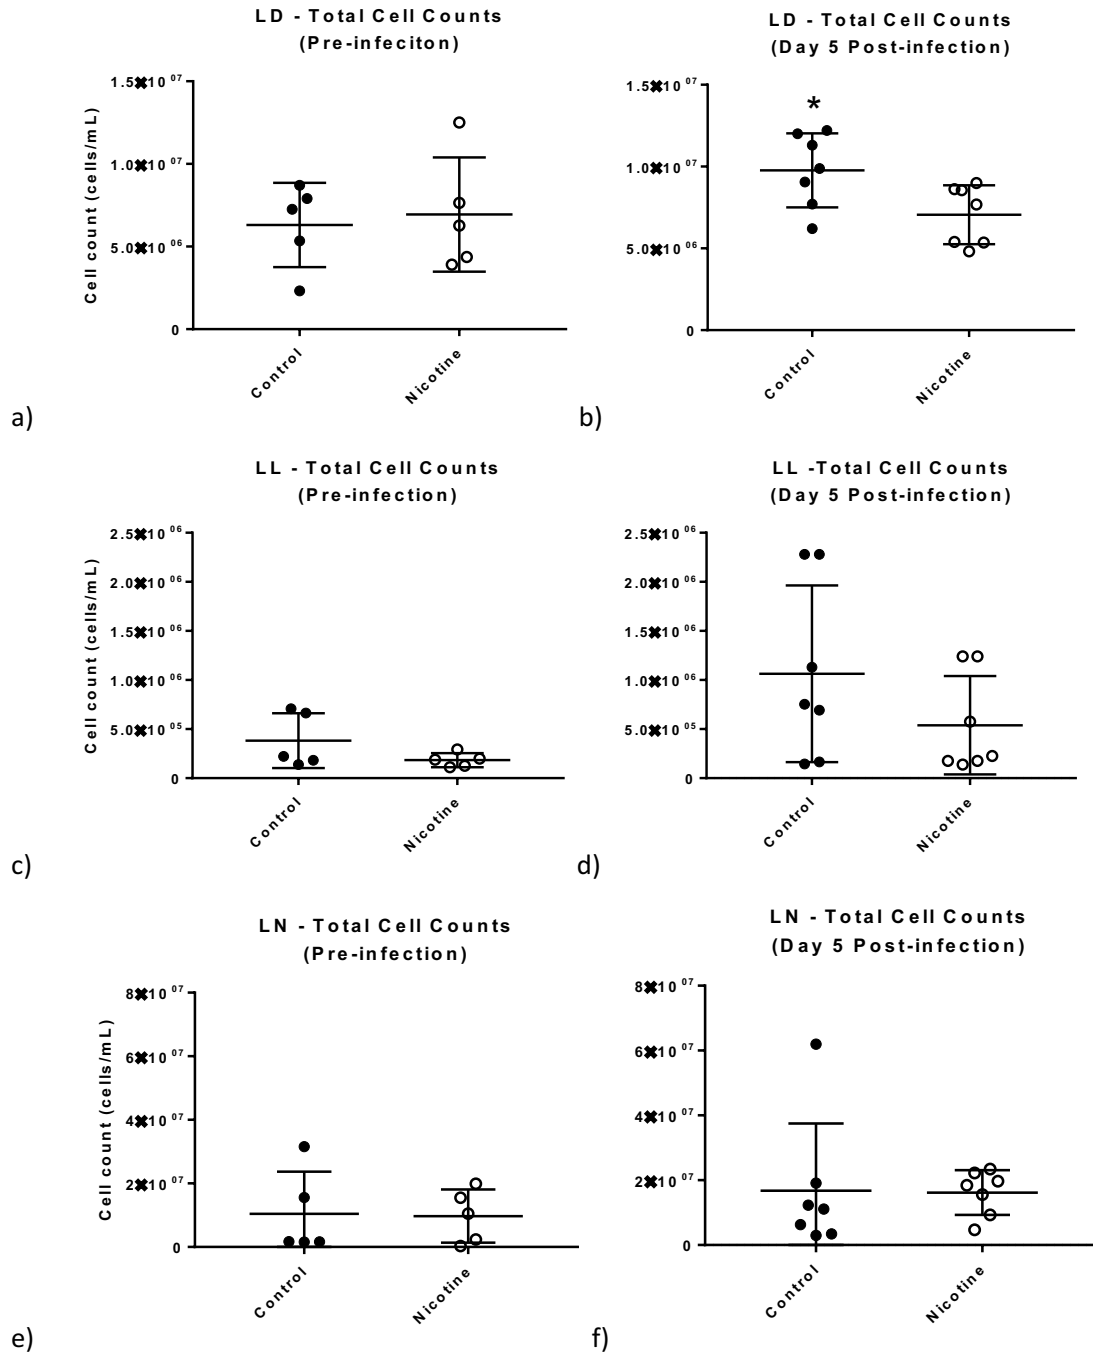 LD - Total Cell Counts
(Pre-infeciton)
Cell count (cells/mL)
1.5✖10 07
1.0✖10 07
5.0✖10 06
0
Control
Nicotine
a)
LD - Total Cell Counts
(Day 5 Post-infection)
1.5✖10 07
1.0✖10 07
5.0✖10 06
0
*
Control
Nicotine
b)
LL - Total Cell Counts
(Pre-infection)
Cell count (cells/mL)
2.5✖10 06
2.0✖10 06
1.5✖10 06
1.0✖10 06
5.0✖10 05
0
Control
Nicotine
c)
LL -Total Cell Counts
(Day 5 Post-infection)
2.5✖10 06
2.0✖10 06
1.5✖10 06
1.0✖10 06
5.0✖10 05
0
Control
Nicotine
d)
LN - Total Cell Counts
(Pre-infection)
Cell count (cells/mL)
8✖10 07
6✖10 07
4✖10 07
2✖10 07
0
Control
Nicotine
e)
LN - Total Cell Counts
(Day 5 Post-infection)
8✖10 07
6✖10 07
4✖10 07
2✖10 07
0
Control
Nicotine
f)